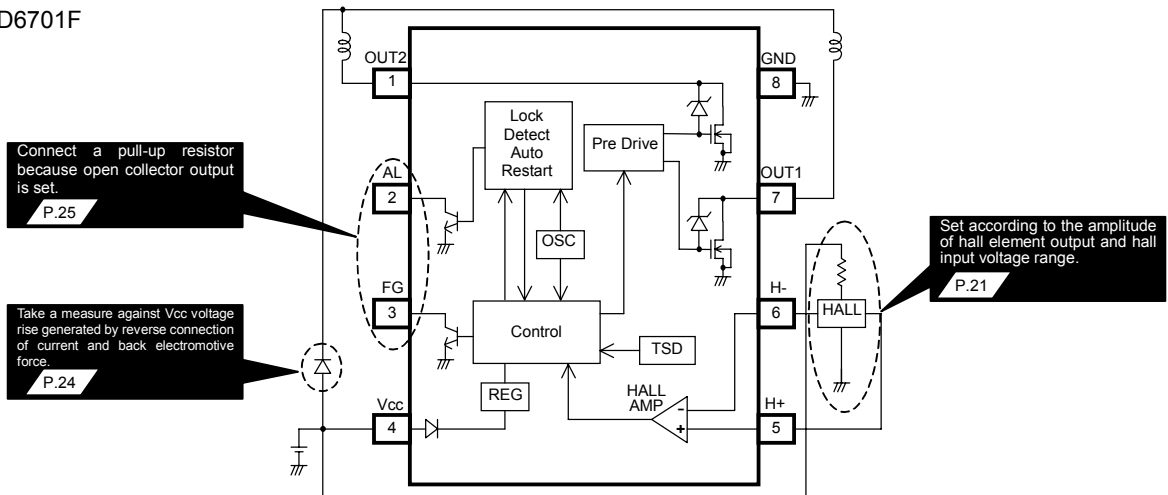 D6701F
OUT2
1
GND
8
Lock
Detect
Auto
Restart
Pre Drive
Connect a pull-up resistor
because open collector output
is set.
P.25
AL
2
OUT1
7
OSC
Set according to the amplitude
of hall element output and hall
input voltage range.
P.21
FG
3
H-
6
HALL
Control
TSD
Take a measure against Vcc voltage
rise generated by reverse connection
of current and back electromotive
force.
P.24
REG
HALL
AMP
Vcc
4
H+
5
-
+